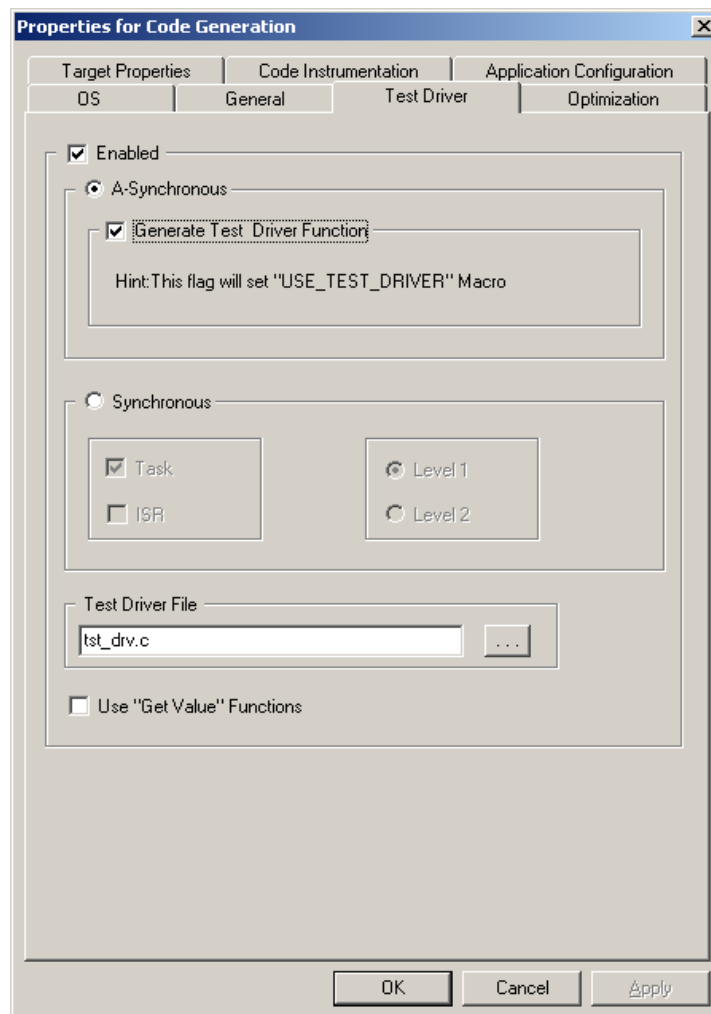 Properties for Code Generation
Target Properties
Code Instrumentation
Application Configuration
OS
General
Test Driver
Optimization
Enabled
A-Synchronous
Generate Test Driver Function
Hint:This flag will set "USE_TEST_DRIVER" Macro
Synchronous
Task
Level 1
ISR
Level 2
Test Driver File
tst_drv.c
...
Use "Get Value" Functions
OK
Cancel
Apply